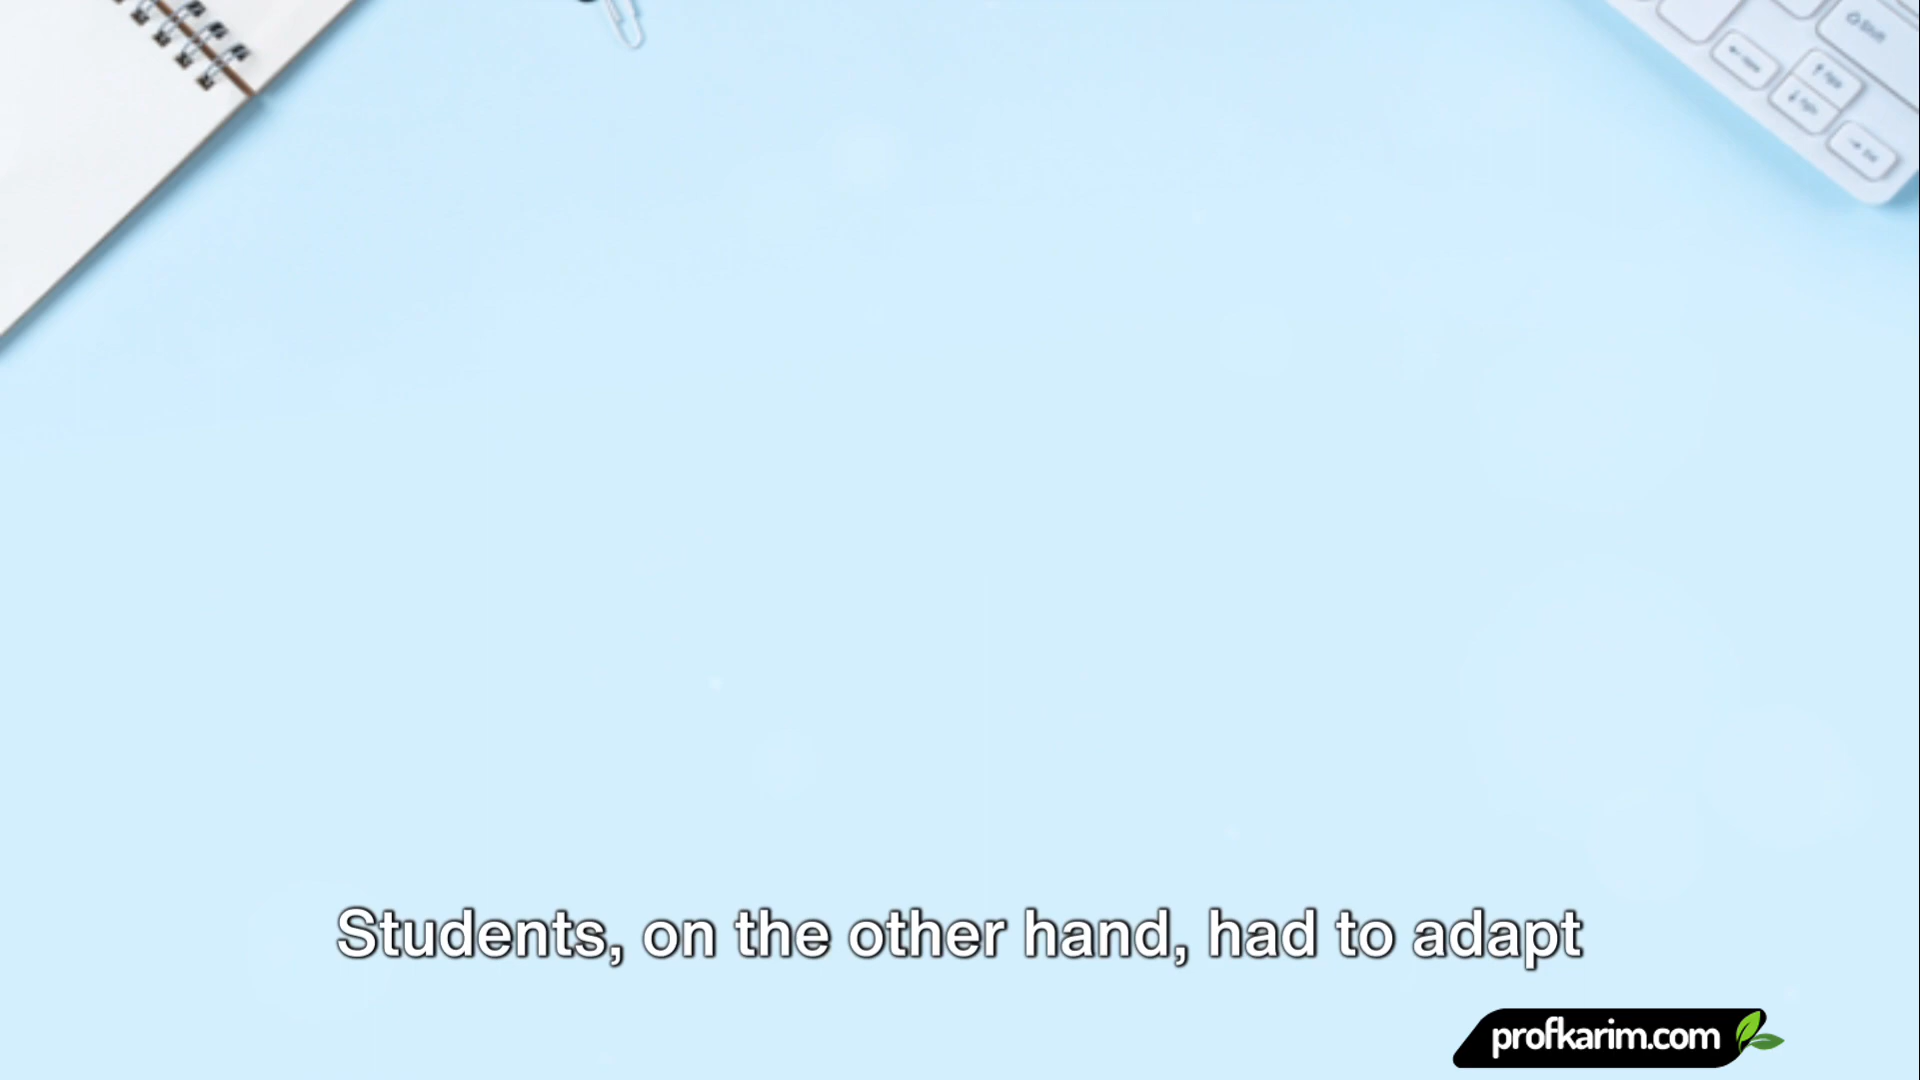 Students, on the other hand, had to adapt
profkarim.com